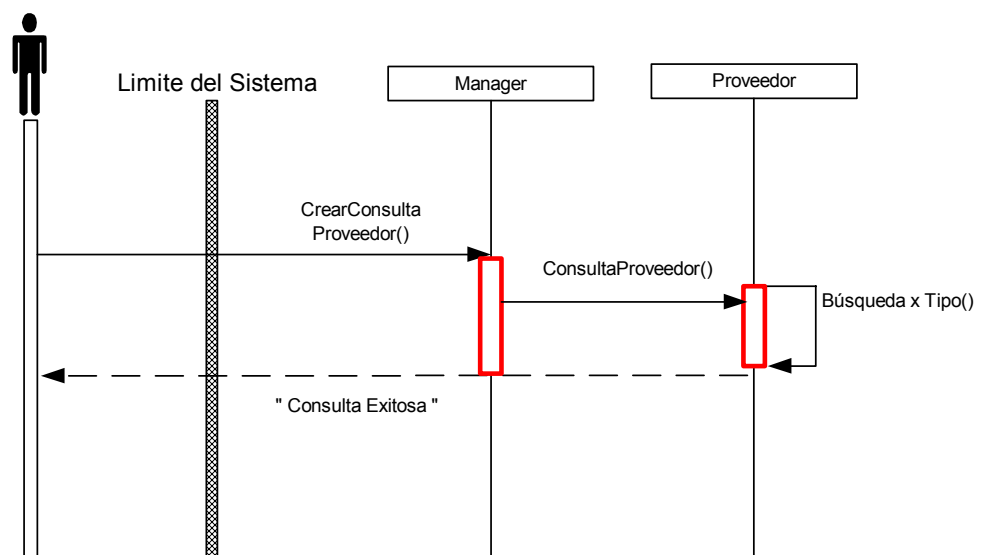 Limite del Sistema
Manager
Proveedor
CrearConsulta
Proveedor()
ConsultaProveedor()
Búsqueda x Tipo()
" Consulta Exitosa "